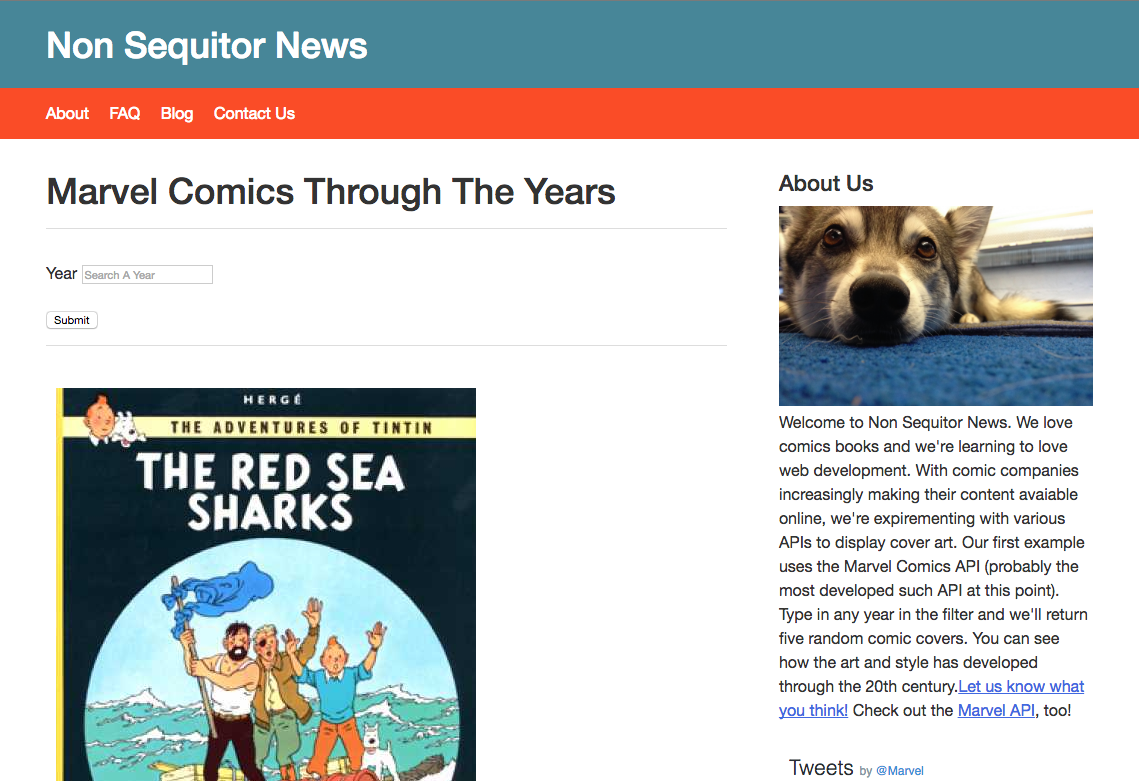 Non Sequitor News
About FAQ Blog Contact Us
Marvel Comics Through The Years
Year Search A Year
Submit
HERGÉ
THE ADVENTURES OF TINTIN
THE RED SEA
SHARKS
About Us
Welcome to Non Sequitor News. We love
comics books and we're learning to love
web development. With comic companies
increasingly making their content avaiable
online, we're expirementing with various
APIs to display cover art. Our first example
uses the Marvel Comics API (probably the
most developed such API at this point).
Type in any year in the filter and we'll return
five random comic covers. You can see
how the art and style has developed
through the 20th century.Let us know what
you think! Check out the Marvel API, too!
Tweets by @Marvel